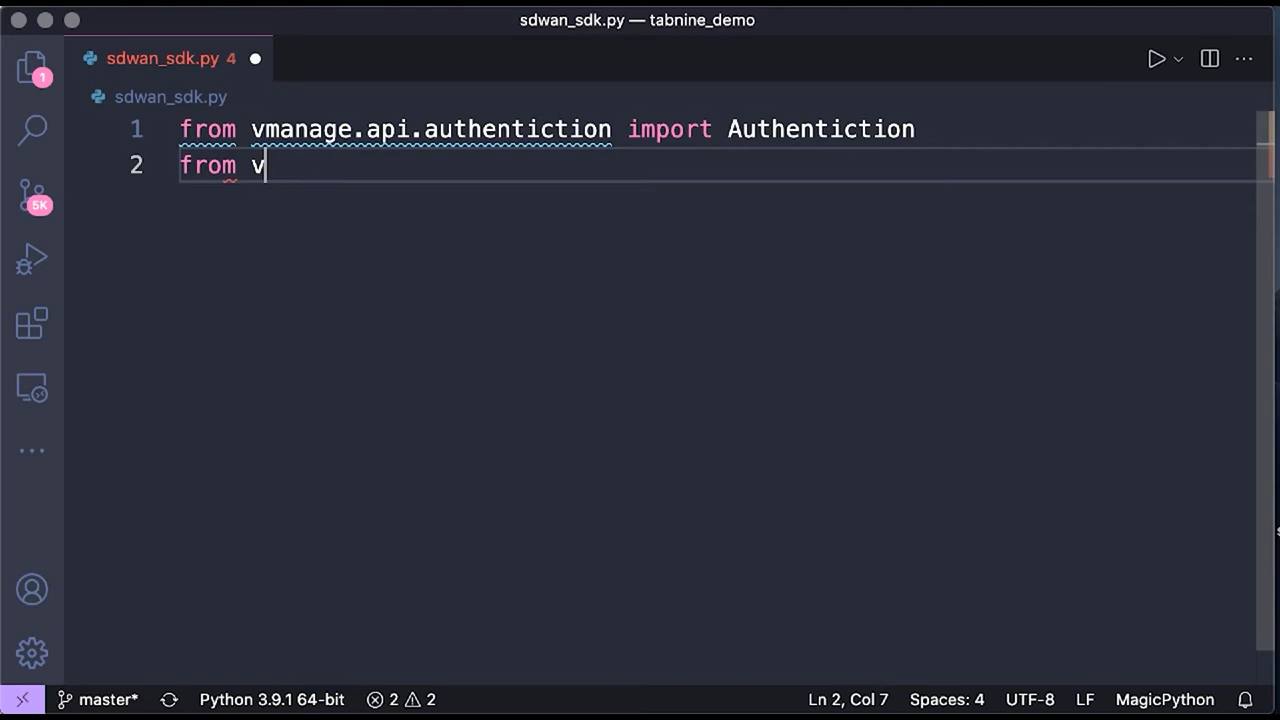 sdwan_sdk.py — tabnine_demo
sdwan_sdk.py 4
sdwan_sdk.py
1 from vmanage.api.authentiction import Authentiction
2 from v
1
5K
master* Python 3.9.1 64-bit 2 2 Ln 2, Col 7 Spaces: 4 UTF-8 LF MagicPython